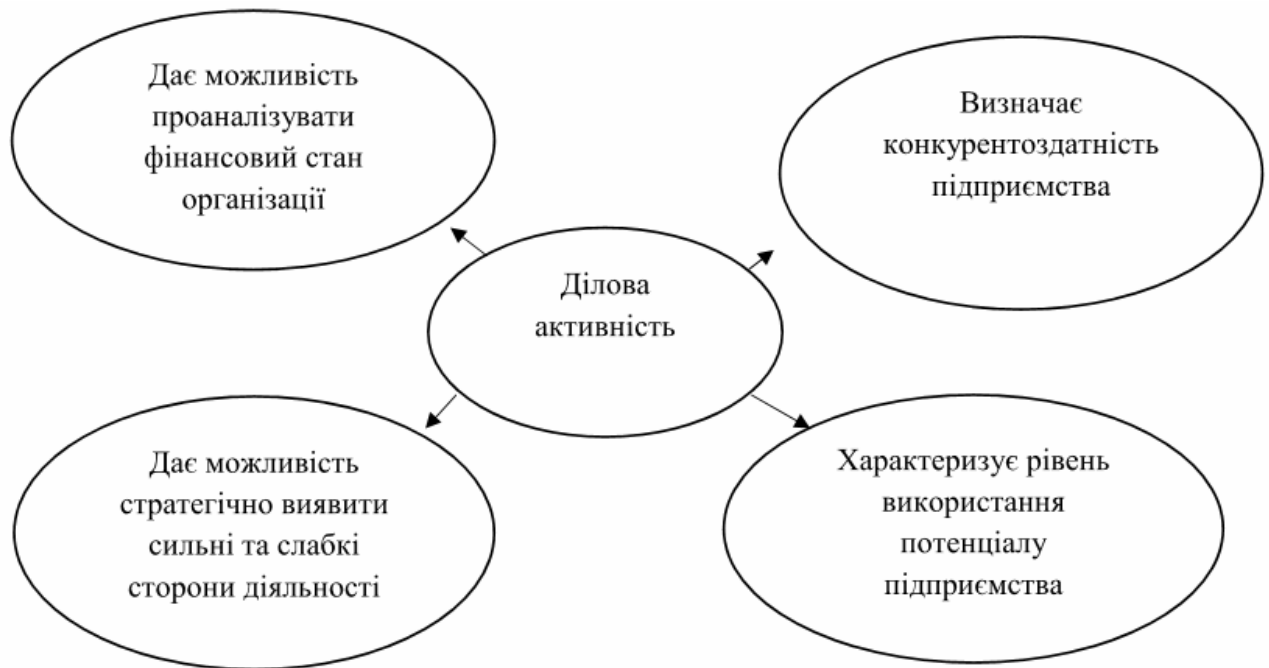 Дає можливість
проаналізувати
фінансовий стан
організації
Визначає
конкурентоздатність
підприємства
Ділова
активність
Дає можливість
стратегічно виявити
сильні та слабкі
сторони діяльності
Характеризує рівень
використання
потенціалу
підприємства